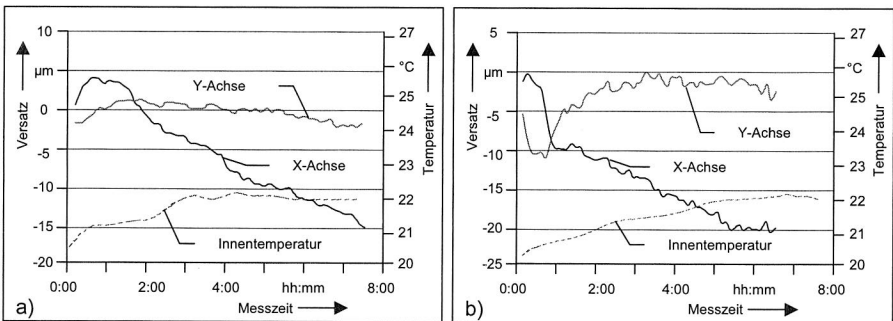 10
Versatz
µm
0
-5
-10
-15
-20
0:00
2:00
4:00
hh:mm
8:00
Messzeit
27
°C
25
24
23
22
21
20
Temperatur
Y-Achse
X-Achse
Innentemperatur
a)
5
Versatz
µm
-5
-10
-15
-20
-25
0:00
2:00
4:00
hh:mm
8:00
Messzeit
27
°C
25
24
23
22
21
20
Temperatur
Y-Achse
X-Achse
Innentemperatur
b)